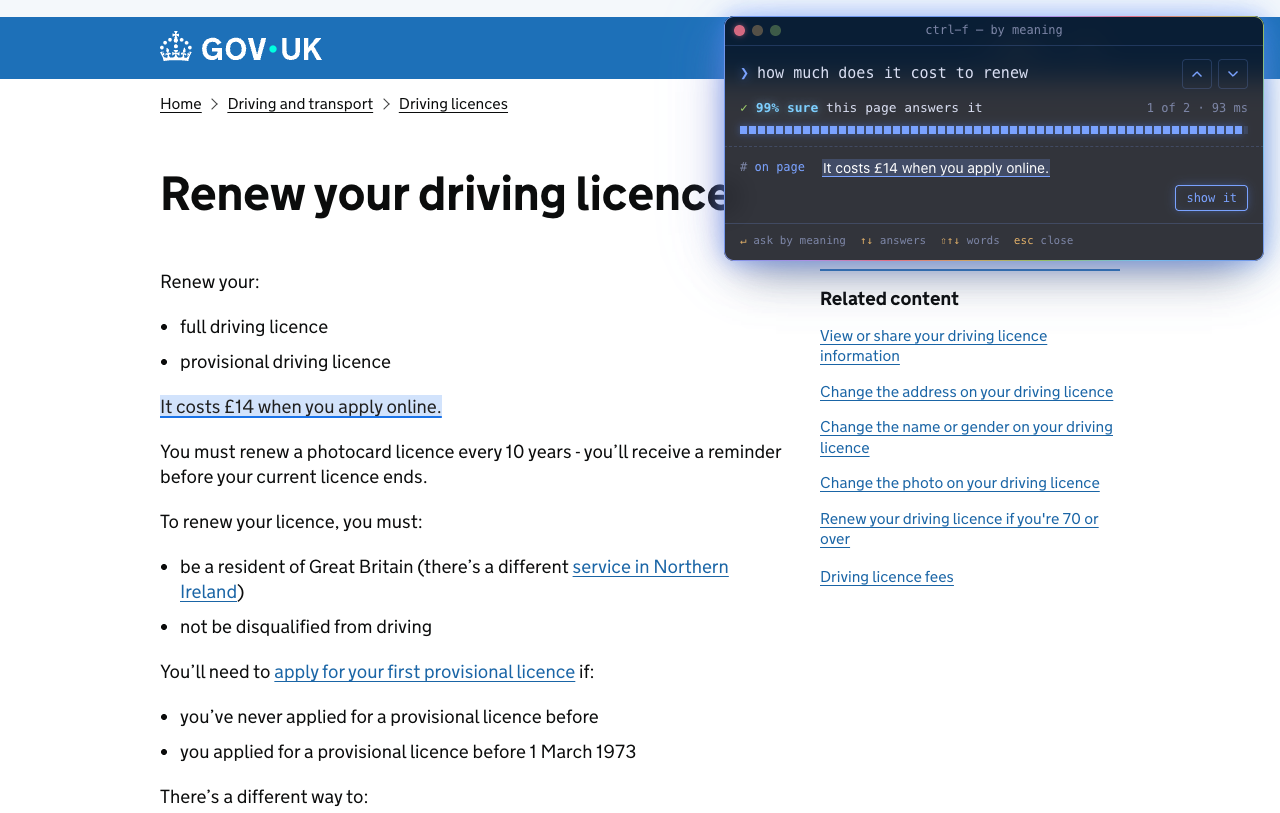 GOV·UK
Home > Driving and transport > Driving licences
Renew your driving licence
Renew your:
• full driving licence
• provisional driving licence
It costs £14 when you apply online.
You must renew a photocard licence every 10 years - you’ll receive a reminder
before your current licence ends.
To renew your licence, you must:
• be a resident of Great Britain (there’s a different service in Northern
Ireland)
• not be disqualified from driving
You’ll need to apply for your first provisional licence if:
• you’ve never applied for a provisional licence before
• you applied for a provisional licence before 1 March 1973
There’s a different way to:
ctrl-f — by meaning
❯ how much does it cost to renew
✓ 99% sure this page answers it 1 of 2 · 93 ms
# on page It costs £14 when you apply online.
show it
↵ ask by meaning ↑↓ answers ⇧↑↓ words esc close
Related content
View or share your driving licence
information
Change the address on your driving licence
Change the name or gender on your driving
licence
Change the photo on your driving licence
Renew your driving licence if you're 70 or
over
Driving licence fees